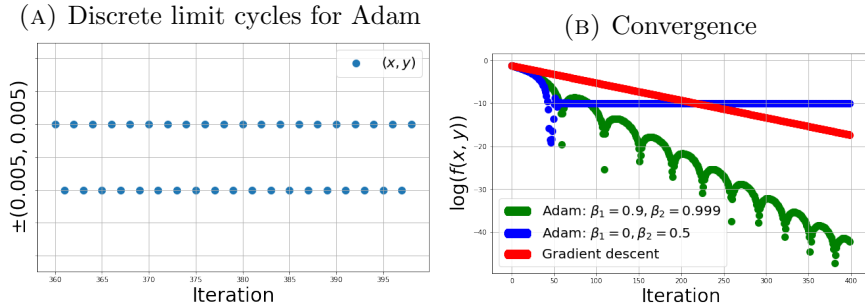 (A) Discrete limit cycles for Adam
(x, y)
±(0.005, 0.005)
360 365 370 375 380 385 390 395
Iteration
(B) Convergence
log(f(x, y))
0
−10
−20
−30
−40
Adam: β₁ = 0.9, β₂ = 0.999
Adam: β₁ = 0, β₂ = 0.5
Gradient descent
0 50 100 150 200 250 300 350 400
Iteration